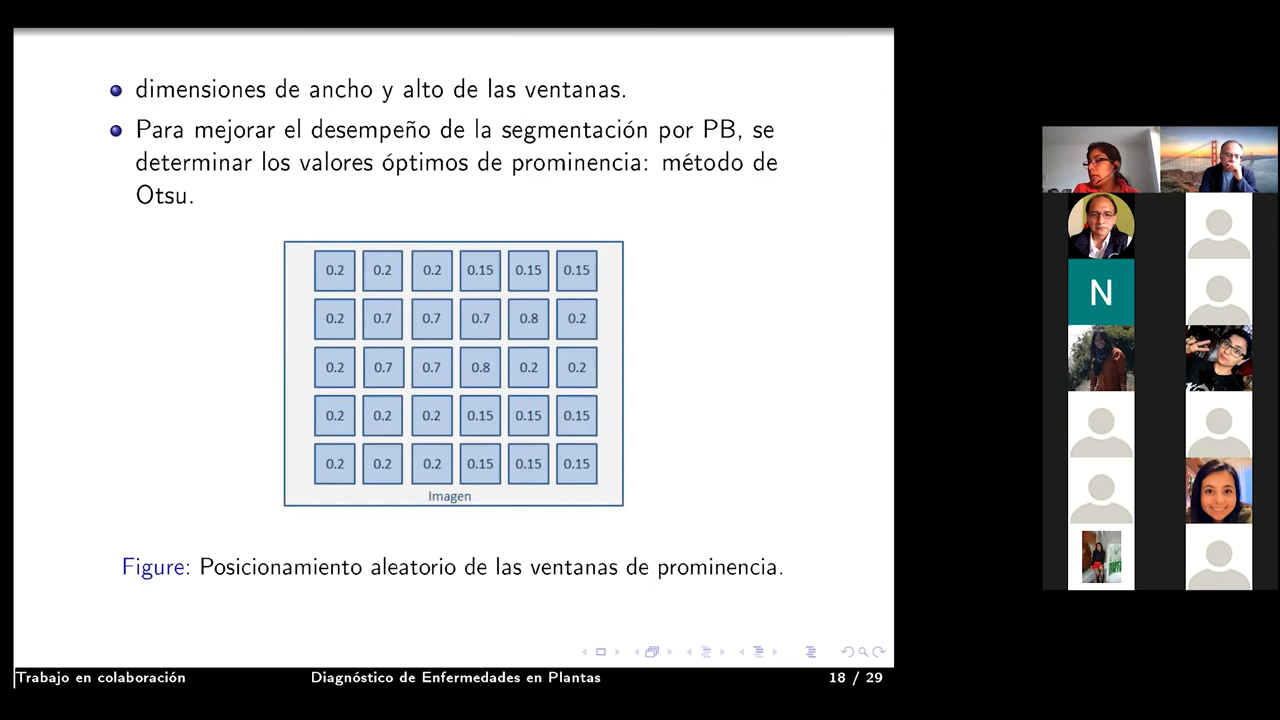 dimensiones de ancho y alto de las ventanas.
Para mejorar el desempeño de la segmentación por PB, se
determinar los valores óptimos de prominencia: método de
Otsu.
0.2 0.2 0.2 0.15 0.15 0.15
0.2 0.7 0.7 0.7 0.8 0.2
0.2 0.7 0.7 0.8 0.2 0.2
0.2 0.2 0.2 0.15 0.15 0.15
0.2 0.2 0.2 0.15 0.15 0.15
Imagen
Figure: Posicionamiento aleatorio de las ventanas de prominencia.
Trabajo en colaboración Diagnóstico de Enfermedades en Plantas 18 / 29
N